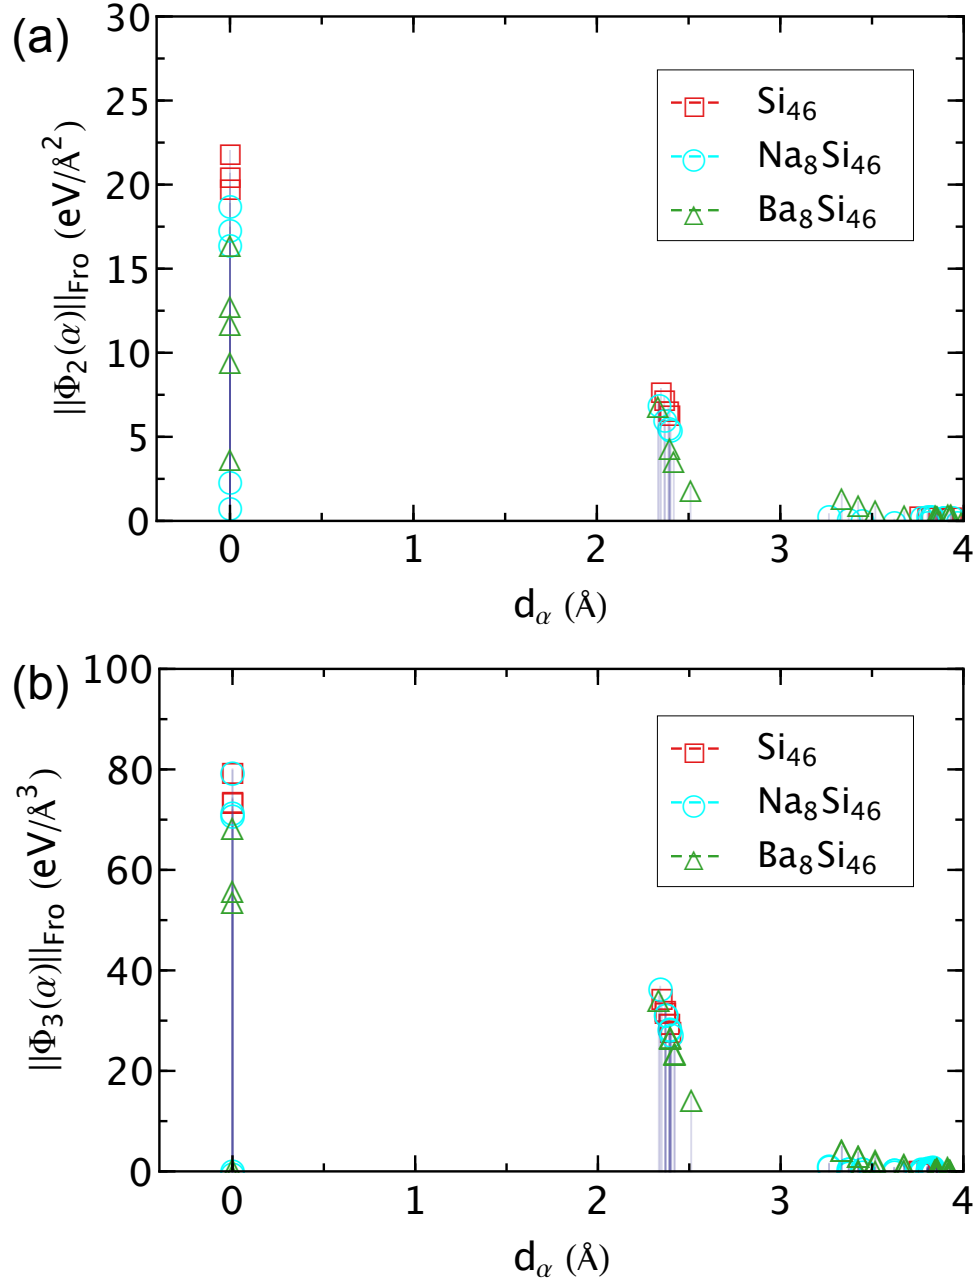 (a)
||Φ₂(α)||Fro (eV/Å²)
30
25
20
15
10
5
0
Si₄₆
Na₈Si₄₆
Ba₈Si₄₆
0 1 2 3 4
dα (Å)
(b)
||Φ₃(α)||Fro (eV/Å³)
100
80
60
40
20
0
Si₄₆
Na₈Si₄₆
Ba₈Si₄₆
0 1 2 3 4
dα (Å)